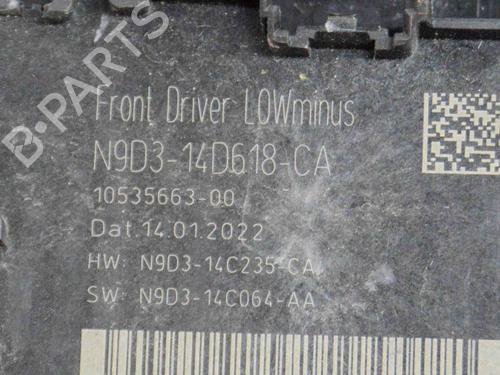 B-PARTS
Front Driver LOWminus
N9D3-14D618-CA
10535663-00
Dat.14.01.2022
HW: N9D3-14C235-CA
SW: N9D3-14C064-AA